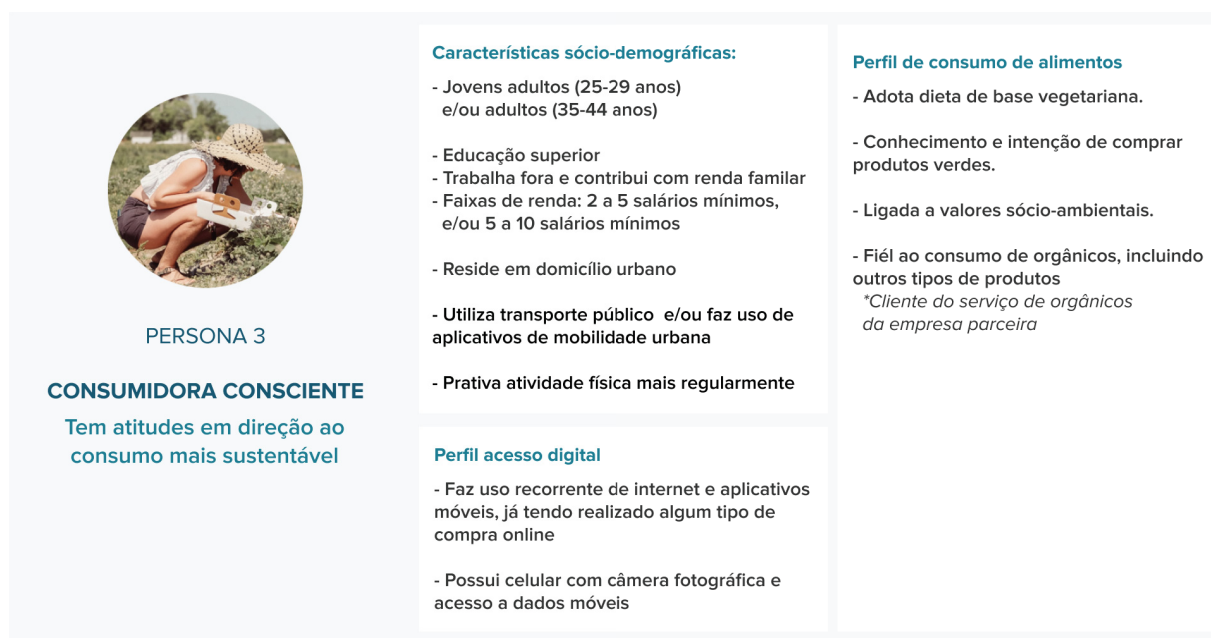 PERSONA 3
CONSUMIDORA CONSCIENTE
Tem atitudes em direção ao
consumo mais sustentável
Características sócio-demográficas:
- Jovens adultos (25-29 anos)
e/ou adultos (35-44 anos)
- Educação superior
- Trabalha fora e contribui com renda familar
- Faixas de renda: 2 a 5 salários mínimos,
e/ou 5 a 10 salários mínimos
- Reside em domicílio urbano
- Utiliza transporte público e/ou faz uso de
aplicativos de mobilidade urbana
- Prativa atividade física mais regularmente
Perfil acesso digital
- Faz uso recorrente de internet e aplicativos
móveis, já tendo realizado algum tipo de
compra online
- Possui celular com câmera fotográfica e
acesso a dados móveis
Perfil de consumo de alimentos
- Adota dieta de base vegetariana.
- Conhecimento e intenção de comprar
produtos verdes.
- Ligada a valores sócio-ambientais.
- Fiél ao consumo de orgânicos, incluindo
outros tipos de produtos
*Cliente do serviço de orgânicos
da empresa parceira